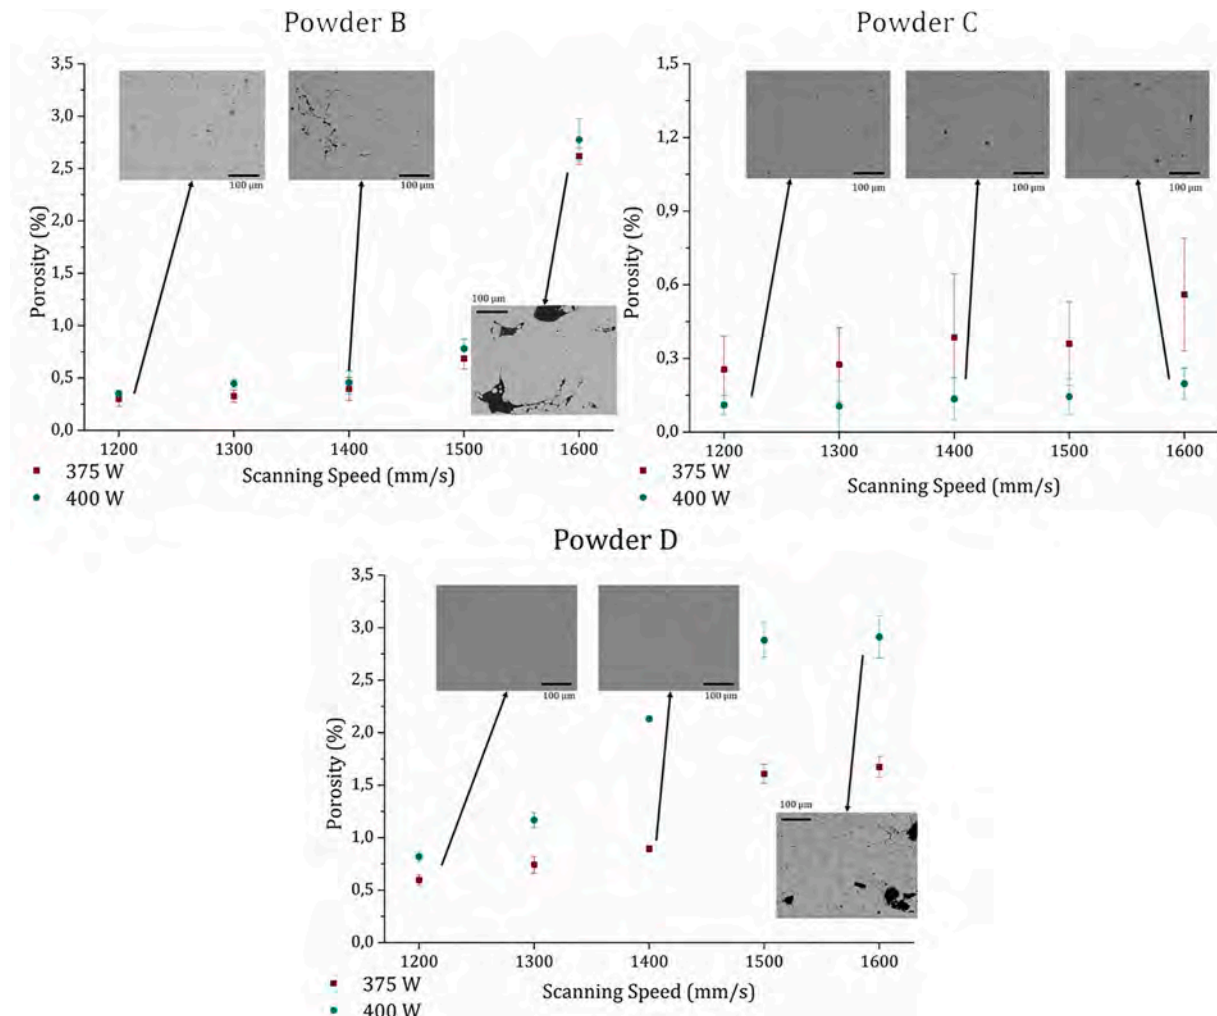 Powder B
3,5
3,0
2,5
2,0
1,5
1,0
0,5
0,0
Porosity (%)
100 µm
100 µm
100 µm
1200
1300
1400
1500
1600
Scanning Speed (mm/s)
375 W
400 W
Powder C
1,5
1,2
0,9
0,6
0,3
0,0
Porosity (%)
100 µm
100 µm
100 µm
1200
1300
1400
1500
1600
Scanning Speed (mm/s)
375 W
400 W
Powder D
3,5
3,0
2,5
2,0
1,5
1,0
0,5
0,0
Porosity (%)
100 µm
100 µm
100 µm
1200
1300
1400
1500
1600
Scanning Speed (mm/s)
375 W
400 W